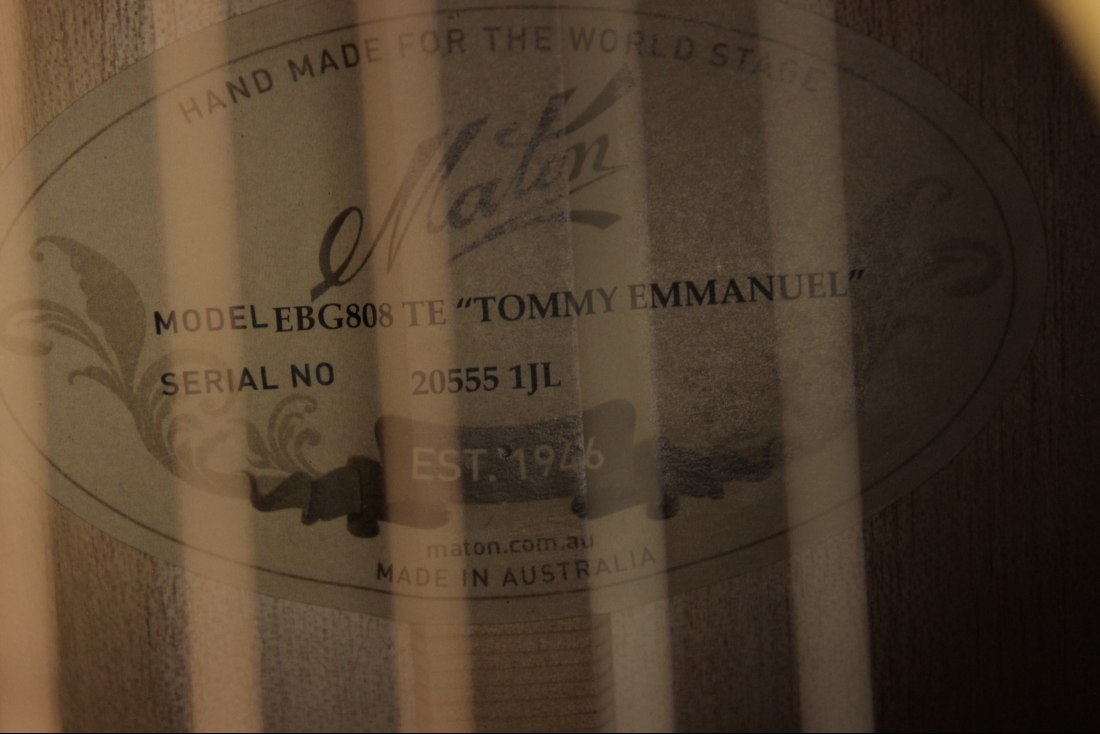 HAND MADE FOR THE WORLD STAGE
Maton
MODEL EBG808 TE “TOMMY EMMANUEL”
SERIAL NO 20555 1JL
EST. 1946
maton.com.au
MADE IN AUSTRALIA